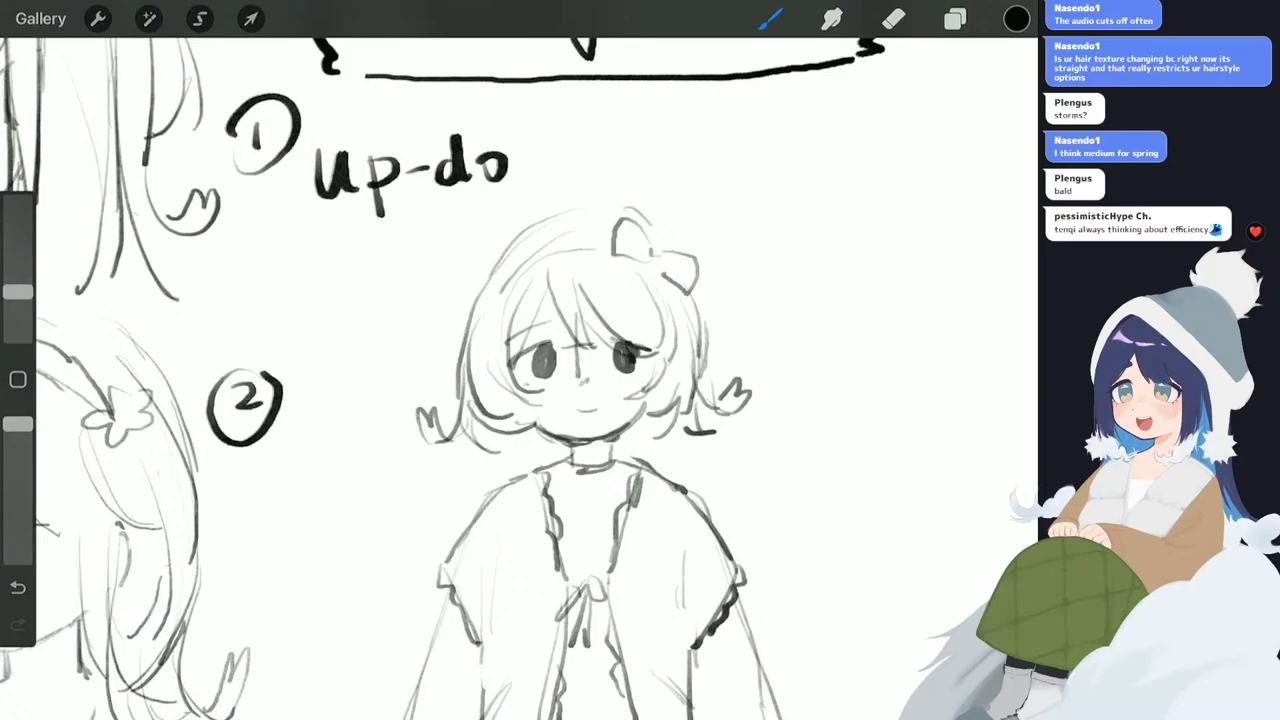 Gallery
1
up-do
2
Nasendo1
The audio cuts off often
Nasendo1
Is ur hair texture changing bc right now its
straight and that really restricts ur hairstyle
options
Plengus
storms?
Nasendo1
I think medium for spring
Plengus
bald
pessimisticHype Ch.
tenqi always thinking about efficiency